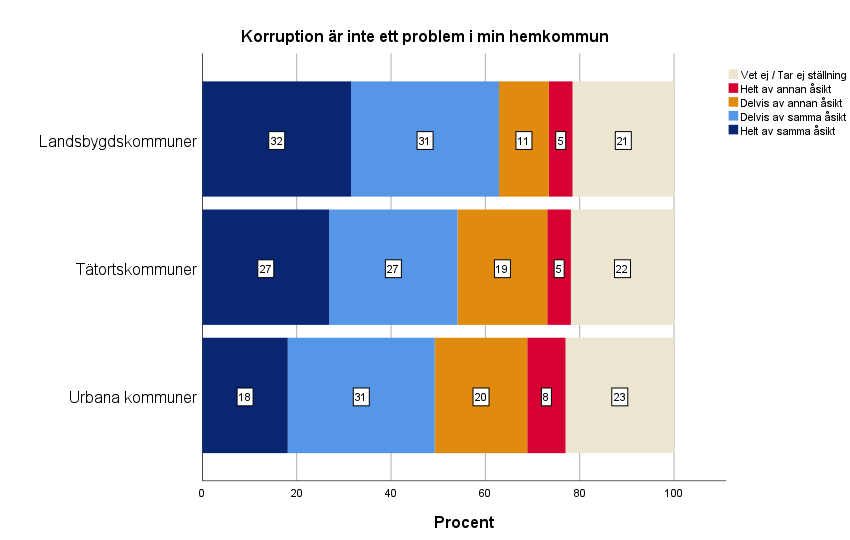 Korruption är inte ett problem i min hemkommun
Vet ej / Tar ej ställning
Helt av annan åsikt
Delvis av annan åsikt
Delvis av samma åsikt
Helt av samma åsikt
Landsbygdskommuner
32 31 11 5 21
Tätortskommuner
27 27 19 5 22
Urbana kommuner
18 31 20 8 23
0 20 40 60 80 100
Procent